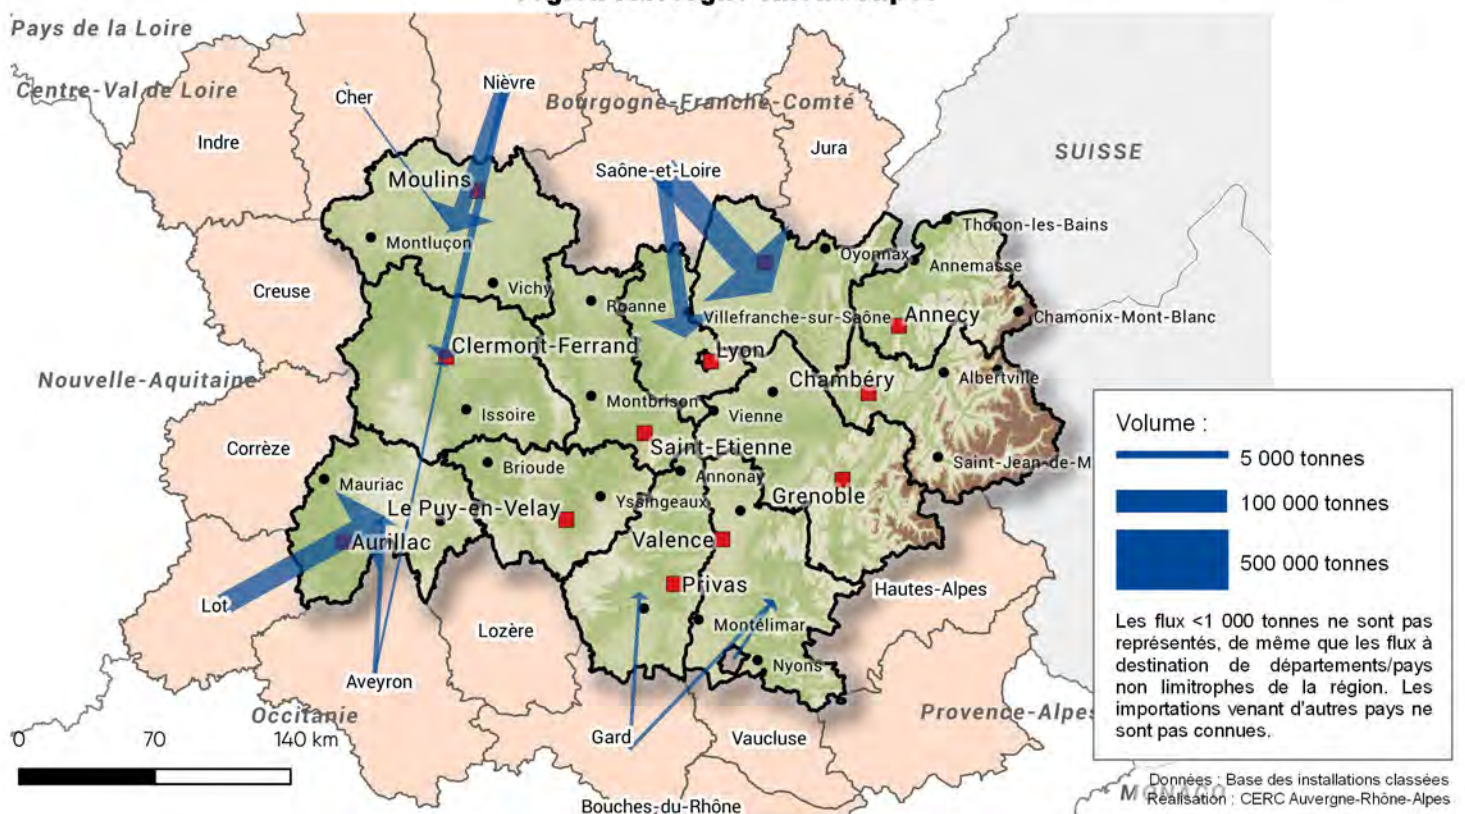 Pays de la Loire
Centre-Val de Loire
Cher
Nièvre
Bourgogne-Franche-Comté
Indre
Jura
SUISSE
Saône-et-Loire
Moulins
Montluçon
Thonon-les-Bains
Oyonnax
Annemasse
Creuse
Vichy
Roanne
Villefranche-sur-Saône
Annecy
Chamonix-Mont-Blanc
Clermont-Ferrand
Lyon
Nouvelle-Aquitaine
Chambéry
Albertville
Issoire
Montbrison
Vienne
Corrèze
Saint-Etienne
Brioude
Annonay
Saint-Jean-de-M
Mauriac
Le Puy-en-Velay
Yssingeaux
Grenoble
Aurillac
Valence
Privas
Hautes-Alpes
Lot
Lozère
Montélimar
Nyons
Aveyron
Occitanie
Provence-Alpes
Gard
Vaucluse
0 70 140 km
Bouches-du-Rhône
MONACO
Volume :
5 000 tonnes
100 000 tonnes
500 000 tonnes
Les flux <1 000 tonnes ne sont pas
représentés, de même que les flux à
destination de départements/pays
non limitrophes de la région. Les
importations venant d'autres pays ne
sont pas connues.
Données : Base des installations classées
Réalisation : CERC Auvergne-Rhône-Alpes